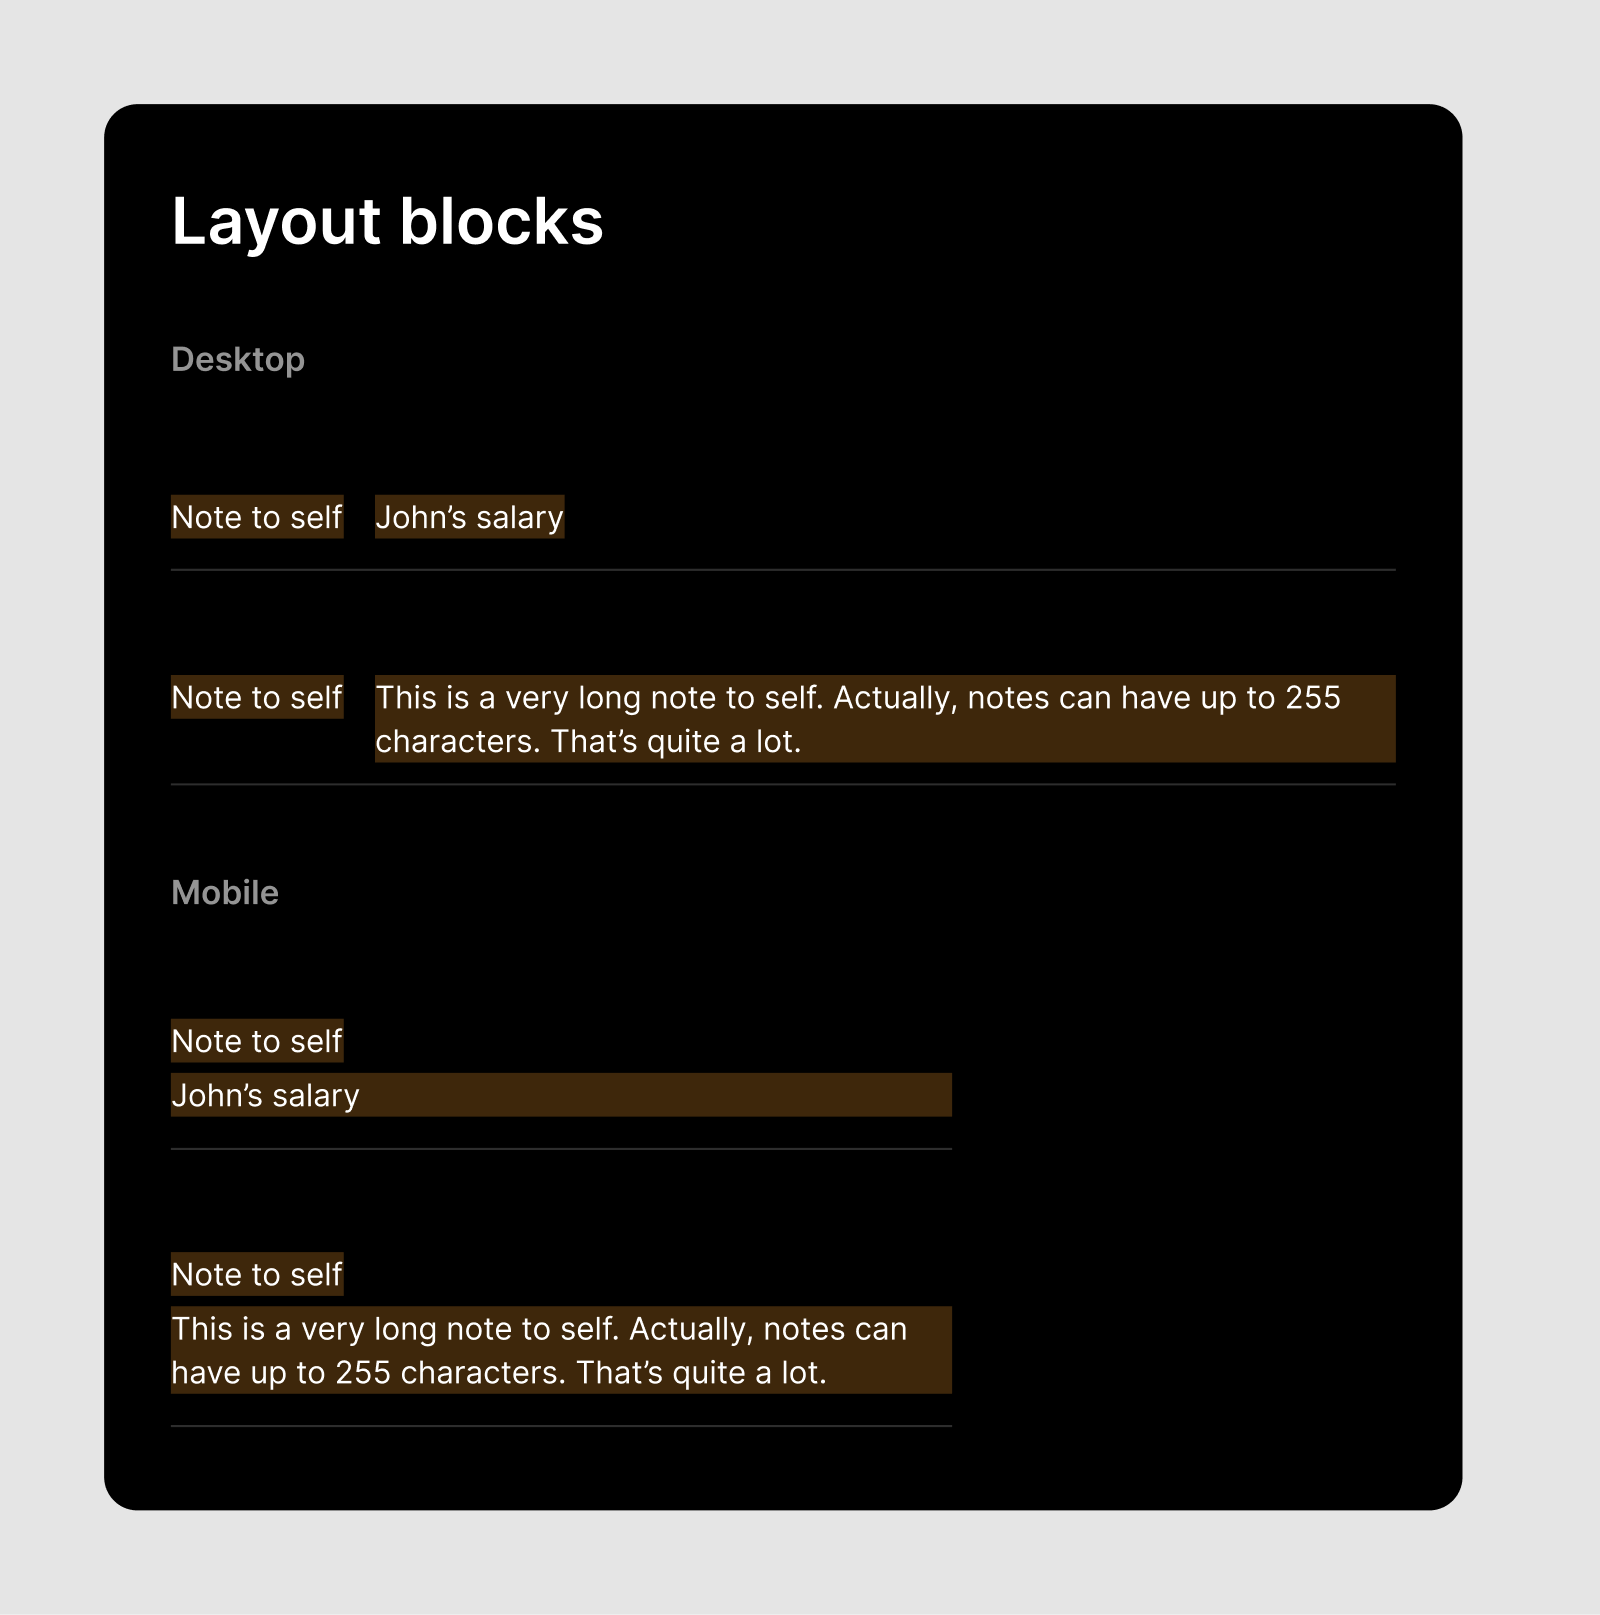 Layout blocks
Desktop
Note to self John’s salary
Note to self This is a very long note to self. Actually, notes can have up to 255
characters. That’s quite a lot.
Mobile
Note to self
John’s salary
Note to self
This is a very long note to self. Actually, notes can
have up to 255 characters. That’s quite a lot.